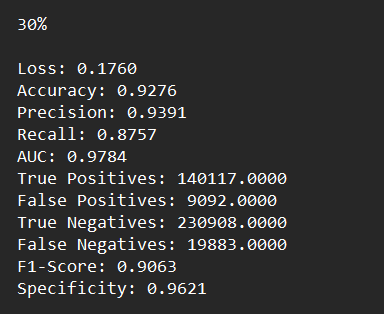 30%
Loss: 0.1760
Accuracy: 0.9276
Precision: 0.9391
Recall: 0.8757
AUC: 0.9784
True Positives: 140117.0000
False Positives: 9092.0000
True Negatives: 230908.0000
False Negatives: 19883.0000
F1-Score: 0.9063
Specificity: 0.9621